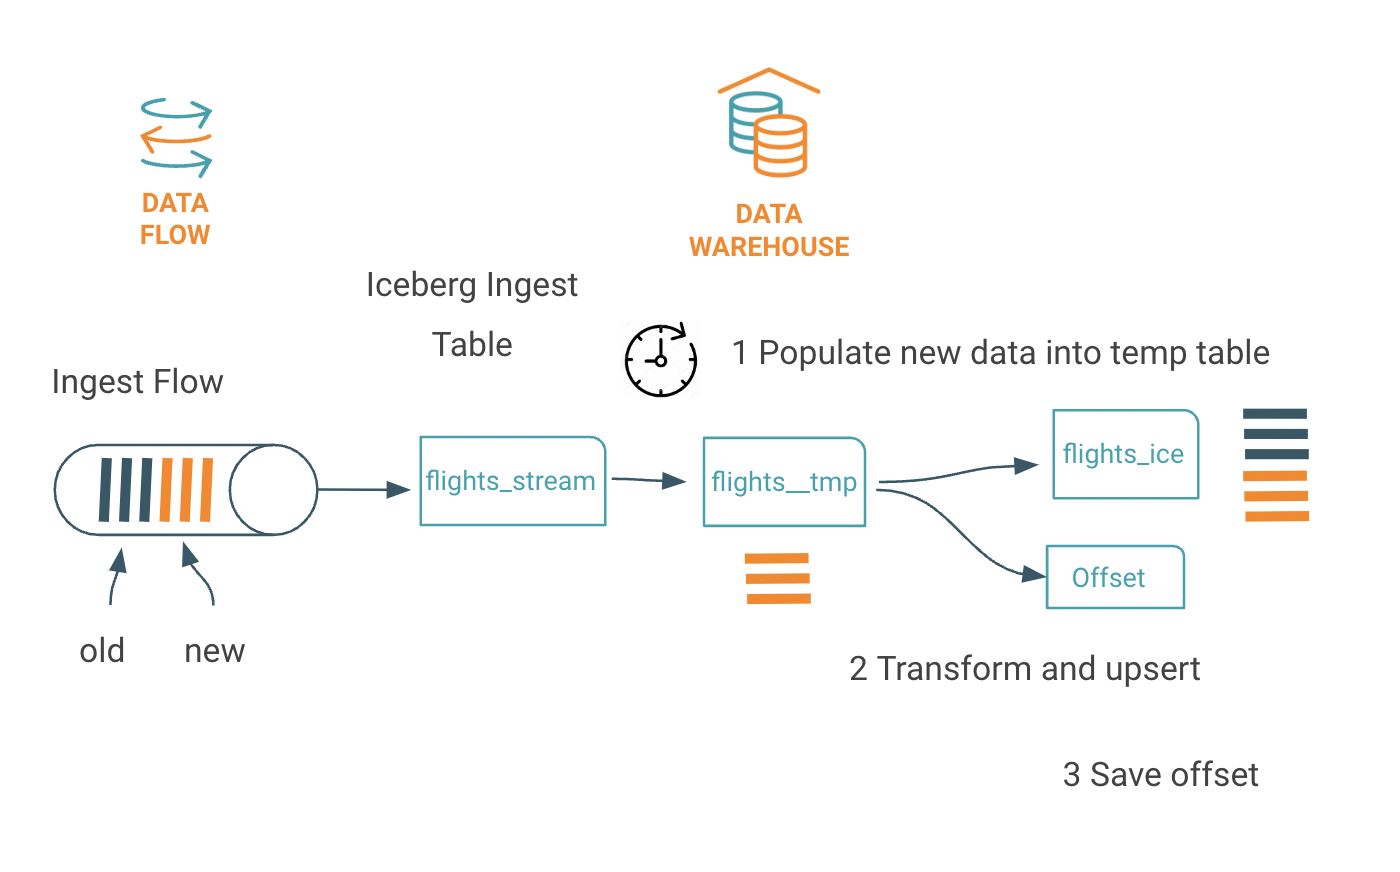 DATA
FLOW
DATA
WAREHOUSE
Iceberg Ingest
Table
1 Populate new data into temp table
Ingest Flow
flights_stream
flights__tmp
flights_ice
Offset
old
new
2 Transform and upsert
3 Save offset